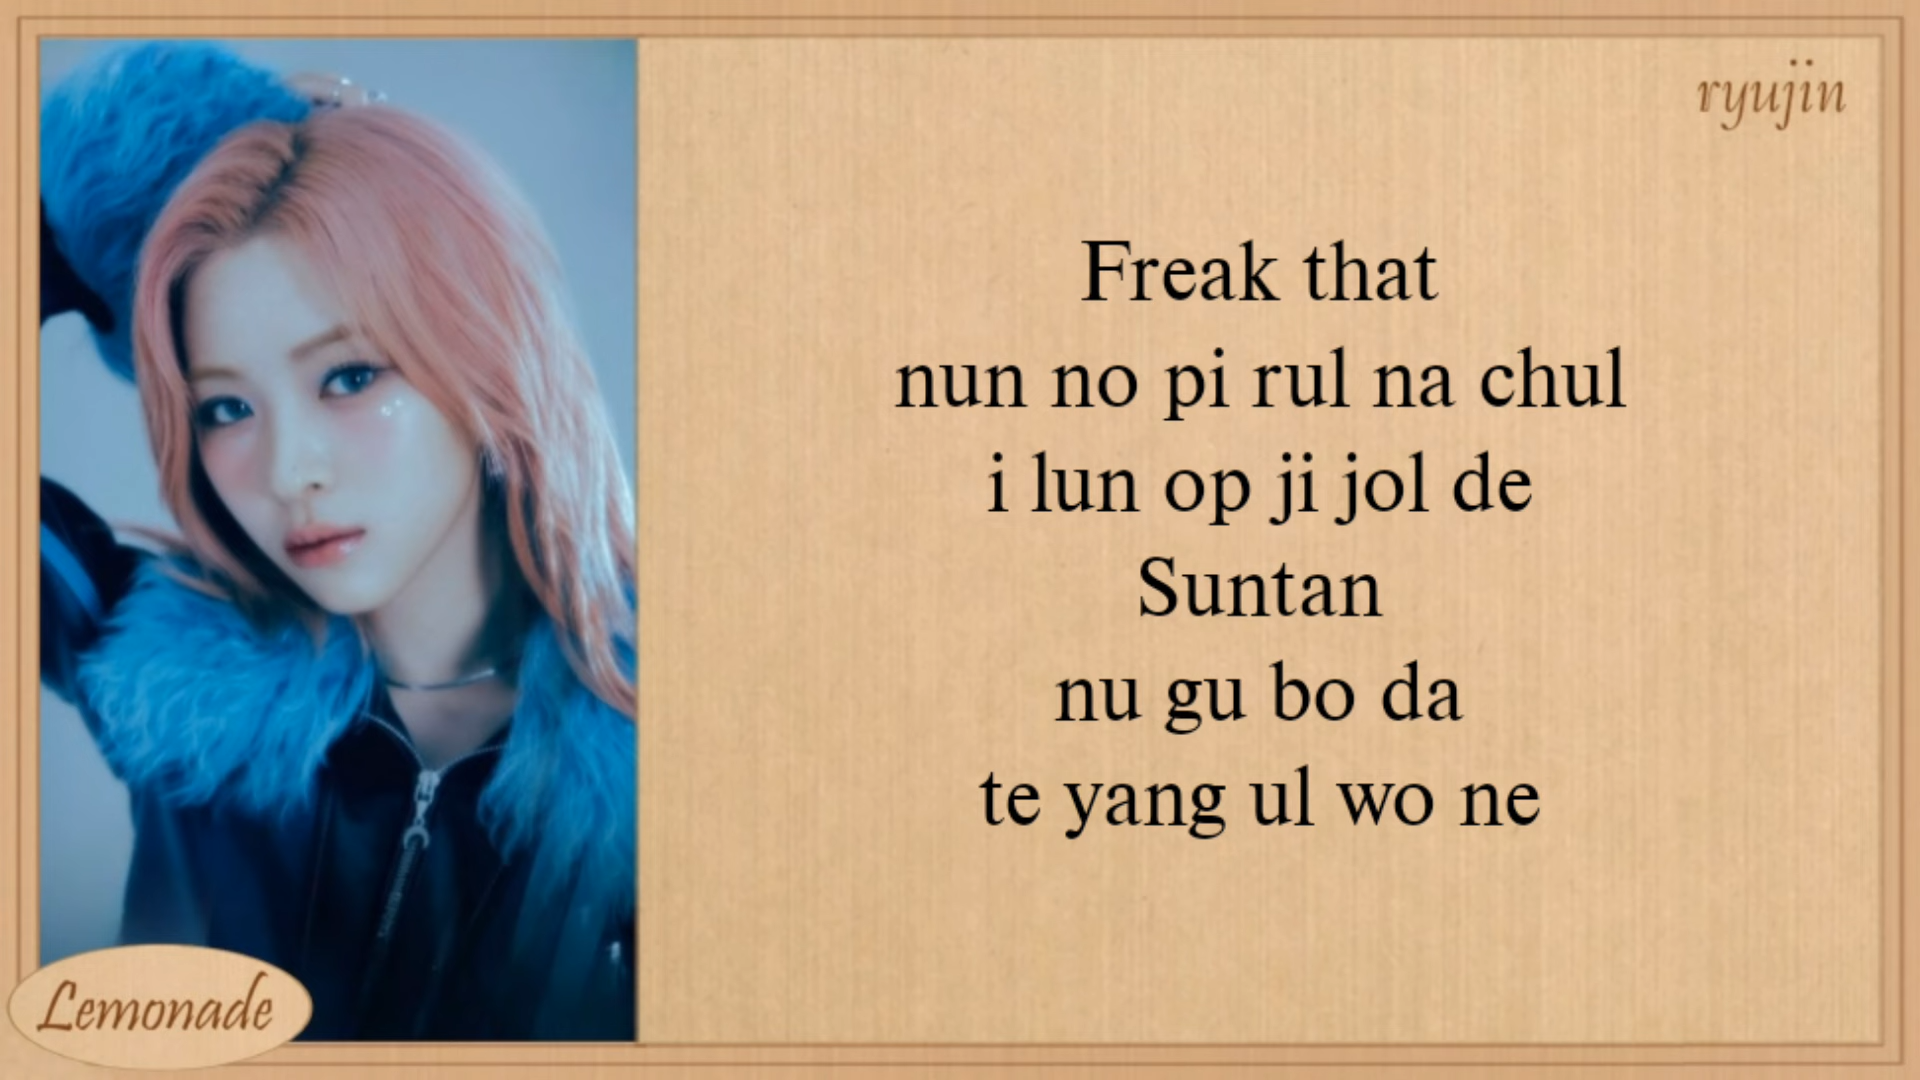 ryujin
Freak that
nun no pi rul na chul
i lun op ji jol de
Suntan
nu gu bo da
te yang ul wo ne
Lemonade